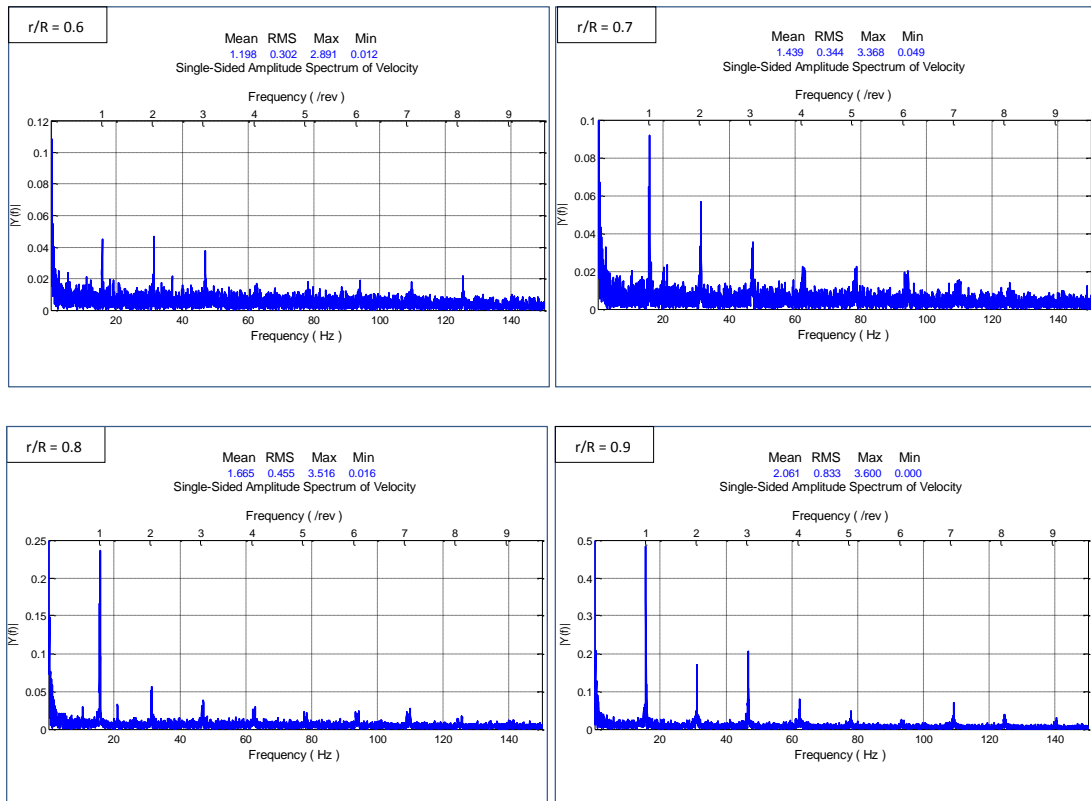 r/R = 0.6
Mean RMS Max Min
1.198 0.302 2.891 0.012
Single-Sided Amplitude Spectrum of Velocity
Frequency ( /rev )
1 2 3 4 5 6 7 8 9
0.12
0.1
0.08
0.06
0.04
0.02
0
|Y(f)|
20 40 60 80 100 120 140
Frequency ( Hz )
r/R = 0.7
Mean RMS Max Min
1.439 0.344 3.368 0.049
Single-Sided Amplitude Spectrum of Velocity
Frequency ( /rev )
1 2 3 4 5 6 7 8 9
0.1
0.08
0.06
0.04
0.02
0
|Y(f)|
20 40 60 80 100 120 140
Frequency ( Hz )
r/R = 0.8
Mean RMS Max Min
1.665 0.455 3.516 0.016
Single-Sided Amplitude Spectrum of Velocity
Frequency ( /rev )
1 2 3 4 5 6 7 8 9
0.25
0.2
0.15
0.1
0.05
0
|Y(f)|
20 40 60 80 100 120 140
Frequency ( Hz )
r/R = 0.9
Mean RMS Max Min
2.061 0.833 3.600 0.000
Single-Sided Amplitude Spectrum of Velocity
Frequency ( /rev )
1 2 3 4 5 6 7 8 9
0.5
0.4
0.3
0.2
0.1
0
|Y(f)|
20 40 60 80 100 120 140
Frequency ( Hz )